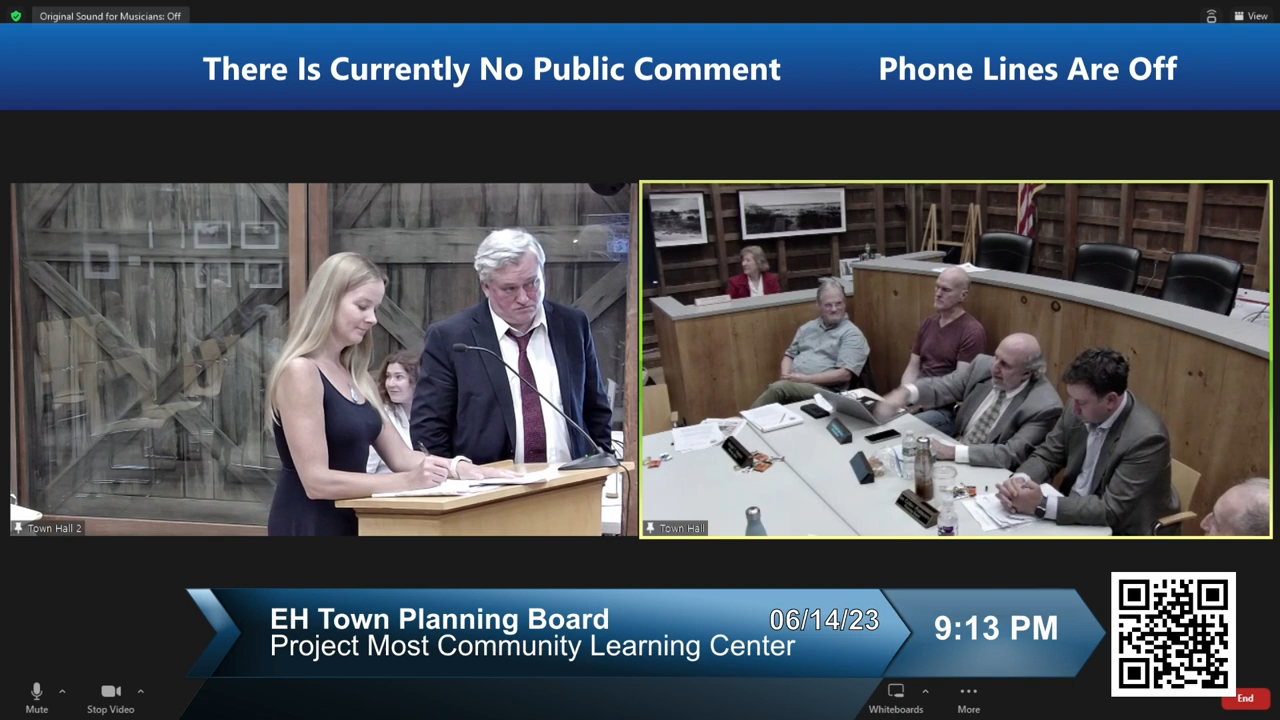 Original Sound for Musicians: Off
View
There Is Currently No Public Comment
Phone Lines Are Off
Town Hall 2
Town Hall
EH Town Planning Board
06/14/23
Project Most Community Learning Center
9:13 PM
Mute
Stop Video
Whiteboards
More
End